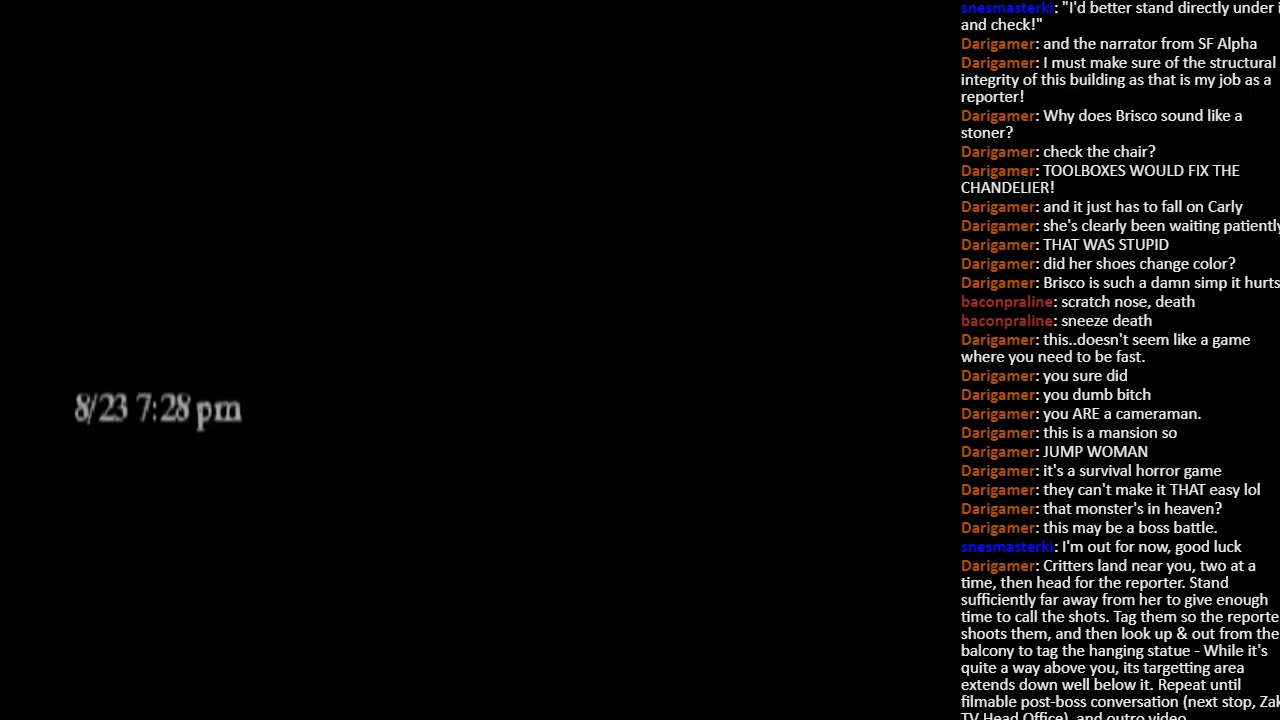 snesmasterki: "I'd better stand directly under i
and check!"
Darigamer: and the narrator from SF Alpha
Darigamer: I must make sure of the structural
integrity of this building as that is my job as a
reporter!
Darigamer: Why does Brisco sound like a
stoner?
Darigamer: check the chair?
Darigamer: TOOLBOXES WOULD FIX THE
CHANDELIER!
Darigamer: and it just has to fall on Carly
Darigamer: she's clearly been waiting patiently
Darigamer: THAT WAS STUPID
Darigamer: did her shoes change color?
Darigamer: Brisco is such a damn simp it hurts
baconpraline: scratch nose, death
baconpraline: sneeze death
Darigamer: this..doesn't seem like a game
where you need to be fast.
Darigamer: you sure did
Darigamer: you dumb bitch
Darigamer: you ARE a cameraman.
Darigamer: this is a mansion so
Darigamer: JUMP WOMAN
Darigamer: it's a survival horror game
Darigamer: they can't make it THAT easy lol
Darigamer: that monster's in heaven?
Darigamer: this may be a boss battle.
snesmasterki: I'm out for now, good luck
Darigamer: Critters land near you, two at a
time, then head for the reporter. Stand
sufficiently far away from her to give enough
time to call the shots. Tag them so the reporte
shoots them, and then look up & out from the
balcony to tag the hanging statue - While it's
quite a way above you, its targetting area
extends down well below it. Repeat until
filmable post-boss conversation (next stop, Zak
TV Head Office), and outro video
8/23 7:28 pm